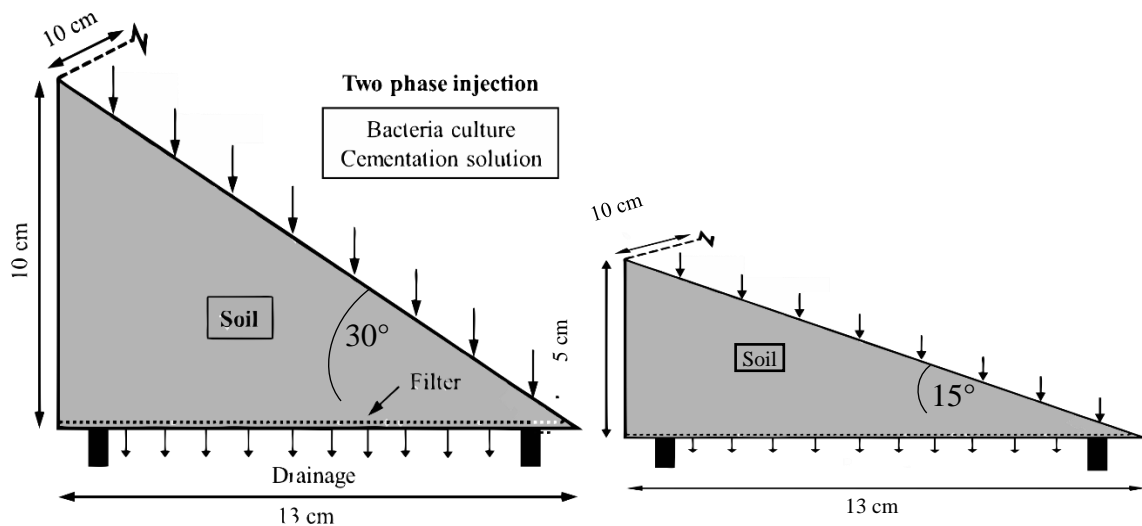 10 cm
Two phase injection
Bacteria culture
Cementation solution
10 cm
Soil
30°
Filter
Drainage
13 cm
10 cm
5 cm
Soil
15°
13 cm